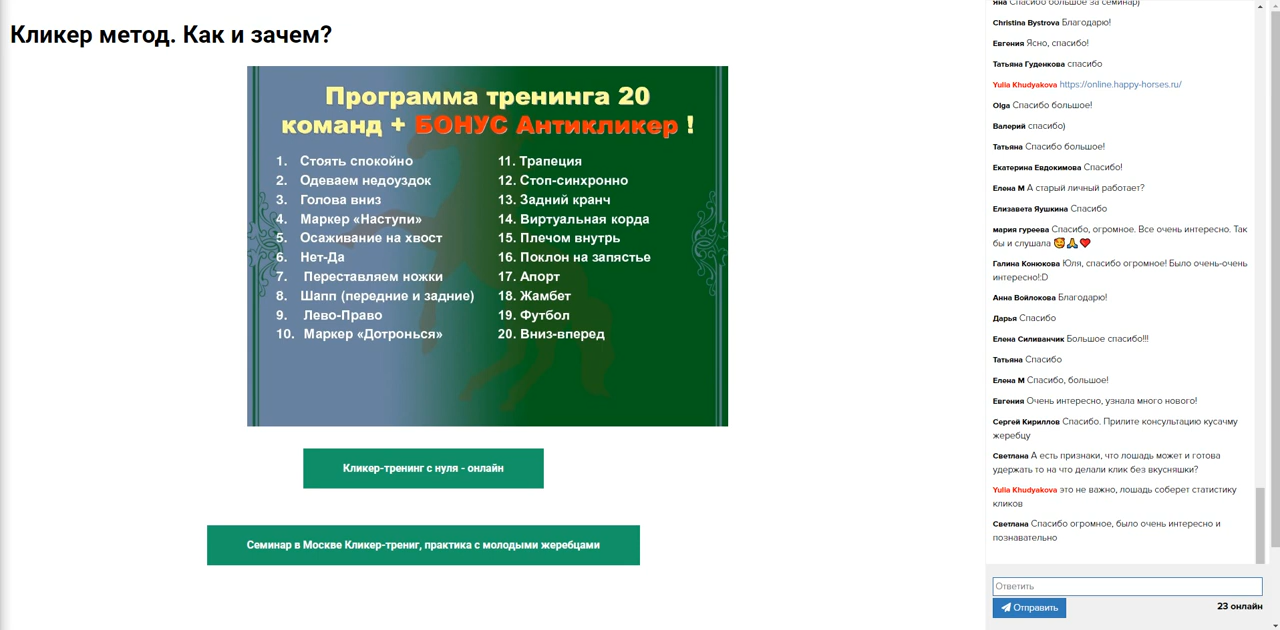 Кликер метод. Как и зачем?
Программа тренинга 20
команд + БОНУС Антикликер !
1. Стоять спокойно
2. Одеваем недоуздок
3. Голова вниз
4. Маркер «Наступи»
5. Осаживание на хвост
6. Нет-Да
7. Переставляем ножки
8. Шапп (передние и задние)
9. Лево-Право
10. Маркер «Дотронься»
11. Трапеция
12. Стоп-синхронно
13. Задний кранч
14. Виртуальная корда
15. Плечом внутрь
16. Поклон на запястье
17. Апорт
18. Жамбет
19. Футбол
20. Вниз-вперед
Кликер-тренинг с нуля - онлайн
Семинар в Москве Кликер-трениг, практика с молодыми жеребцами
Яна Спасибо большое за семинар)
Christina Bystrova Благодарю!
Евгения Ясно, спасибо!
Татьяна Гуденкова спасибо
Yulia Khudyakova https://online.happy-horses.ru/
Olga Спасибо большое!
Валерий спасибо)
Татьяна Спасибо большое!
Екатерина Евдокимова Спасибо!
Елена М А старый личный работает?
Елизавета Яушкина Спасибо
мария гуреева Спасибо, огромное. Все очень интересно. Так
бы и слушала 🥰🙏❤️
Галина Конюкова Юля, спасибо огромное! Было очень-очень
интересно!:D
Анна Войлокова Благодарю!
Дарья Спасибо
Елена Силиванчик Большое спасибо!!!
Татьяна Спасибо
Елена М Спасибо, большое!
Евгения Очень интересно, узнала много нового!
Сергей Кириллов Спасибо. Прилите консультацию кусачму
жеребцу
Светлана А есть признаки, что лошадь может и готова
удержать то на что делали клик без вкусняшки?
Yulia Khudyakova это не важно, лошадь соберет статистику
кликов
Светлана Спасибо огромное, было очень интересно и
познавательно
Ответить
Отправить
23 онлайн